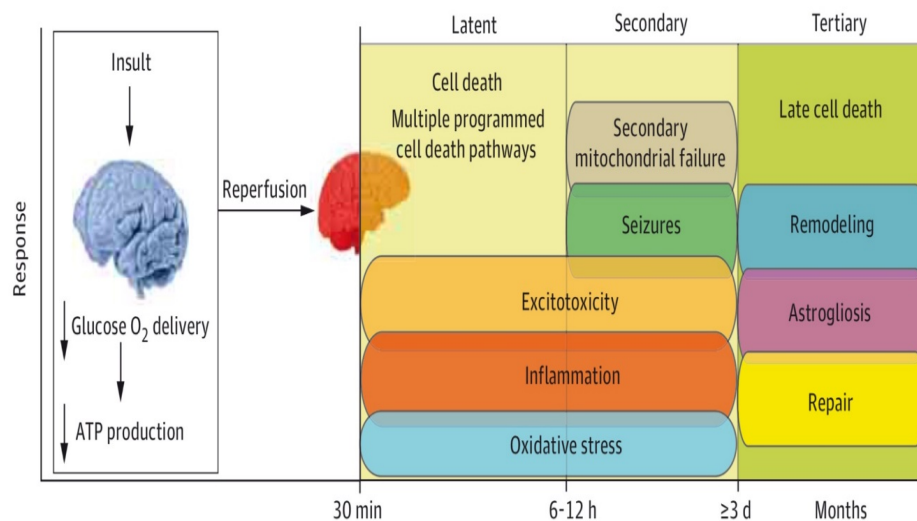 Latent
Secondary
Tertiary
Response
Insult
Reperfusion
Glucose O₂ delivery
ATP production
Cell death
Multiple programmed
cell death pathways
Secondary
mitochondrial failure
Late cell death
Seizures
Remodeling
Excitotoxicity
Astrogliosis
Inflammation
Repair
Oxidative stress
30 min
6-12 h
≥3 d
Months